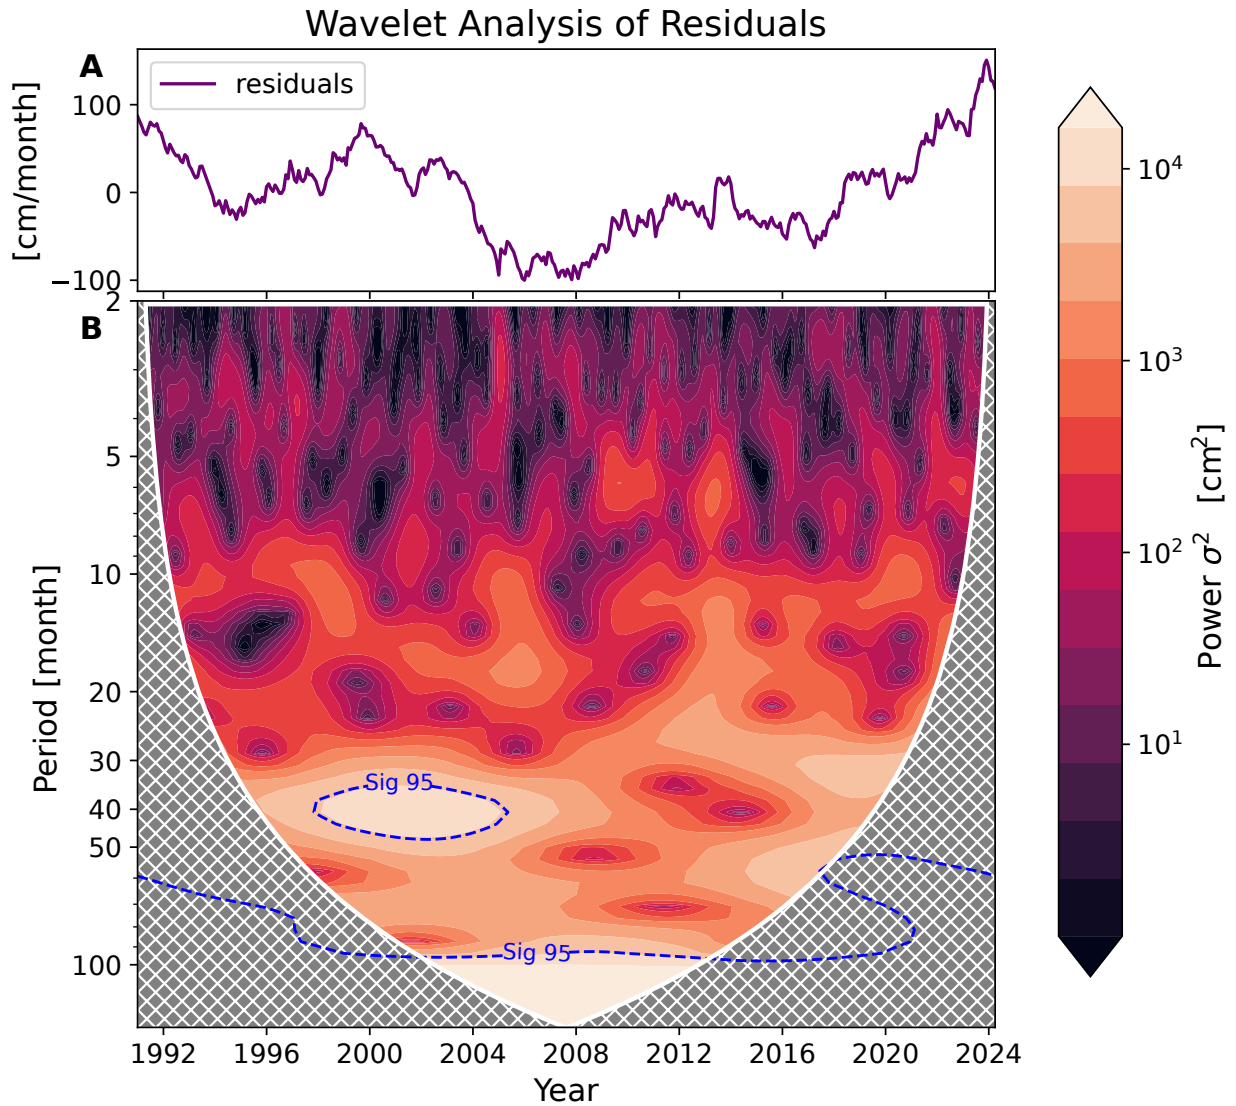 Wavelet Analysis of Residuals
A
residuals
[cm/month]
100
0
−100
B
Period [month]
2
5
10
20
30
40
50
100
Sig 95
Sig 95
1992 1996 2000 2004 2008 2012 2016 2020 2024
Year
10⁴
10³
10²
10¹
Power σ² [cm²]